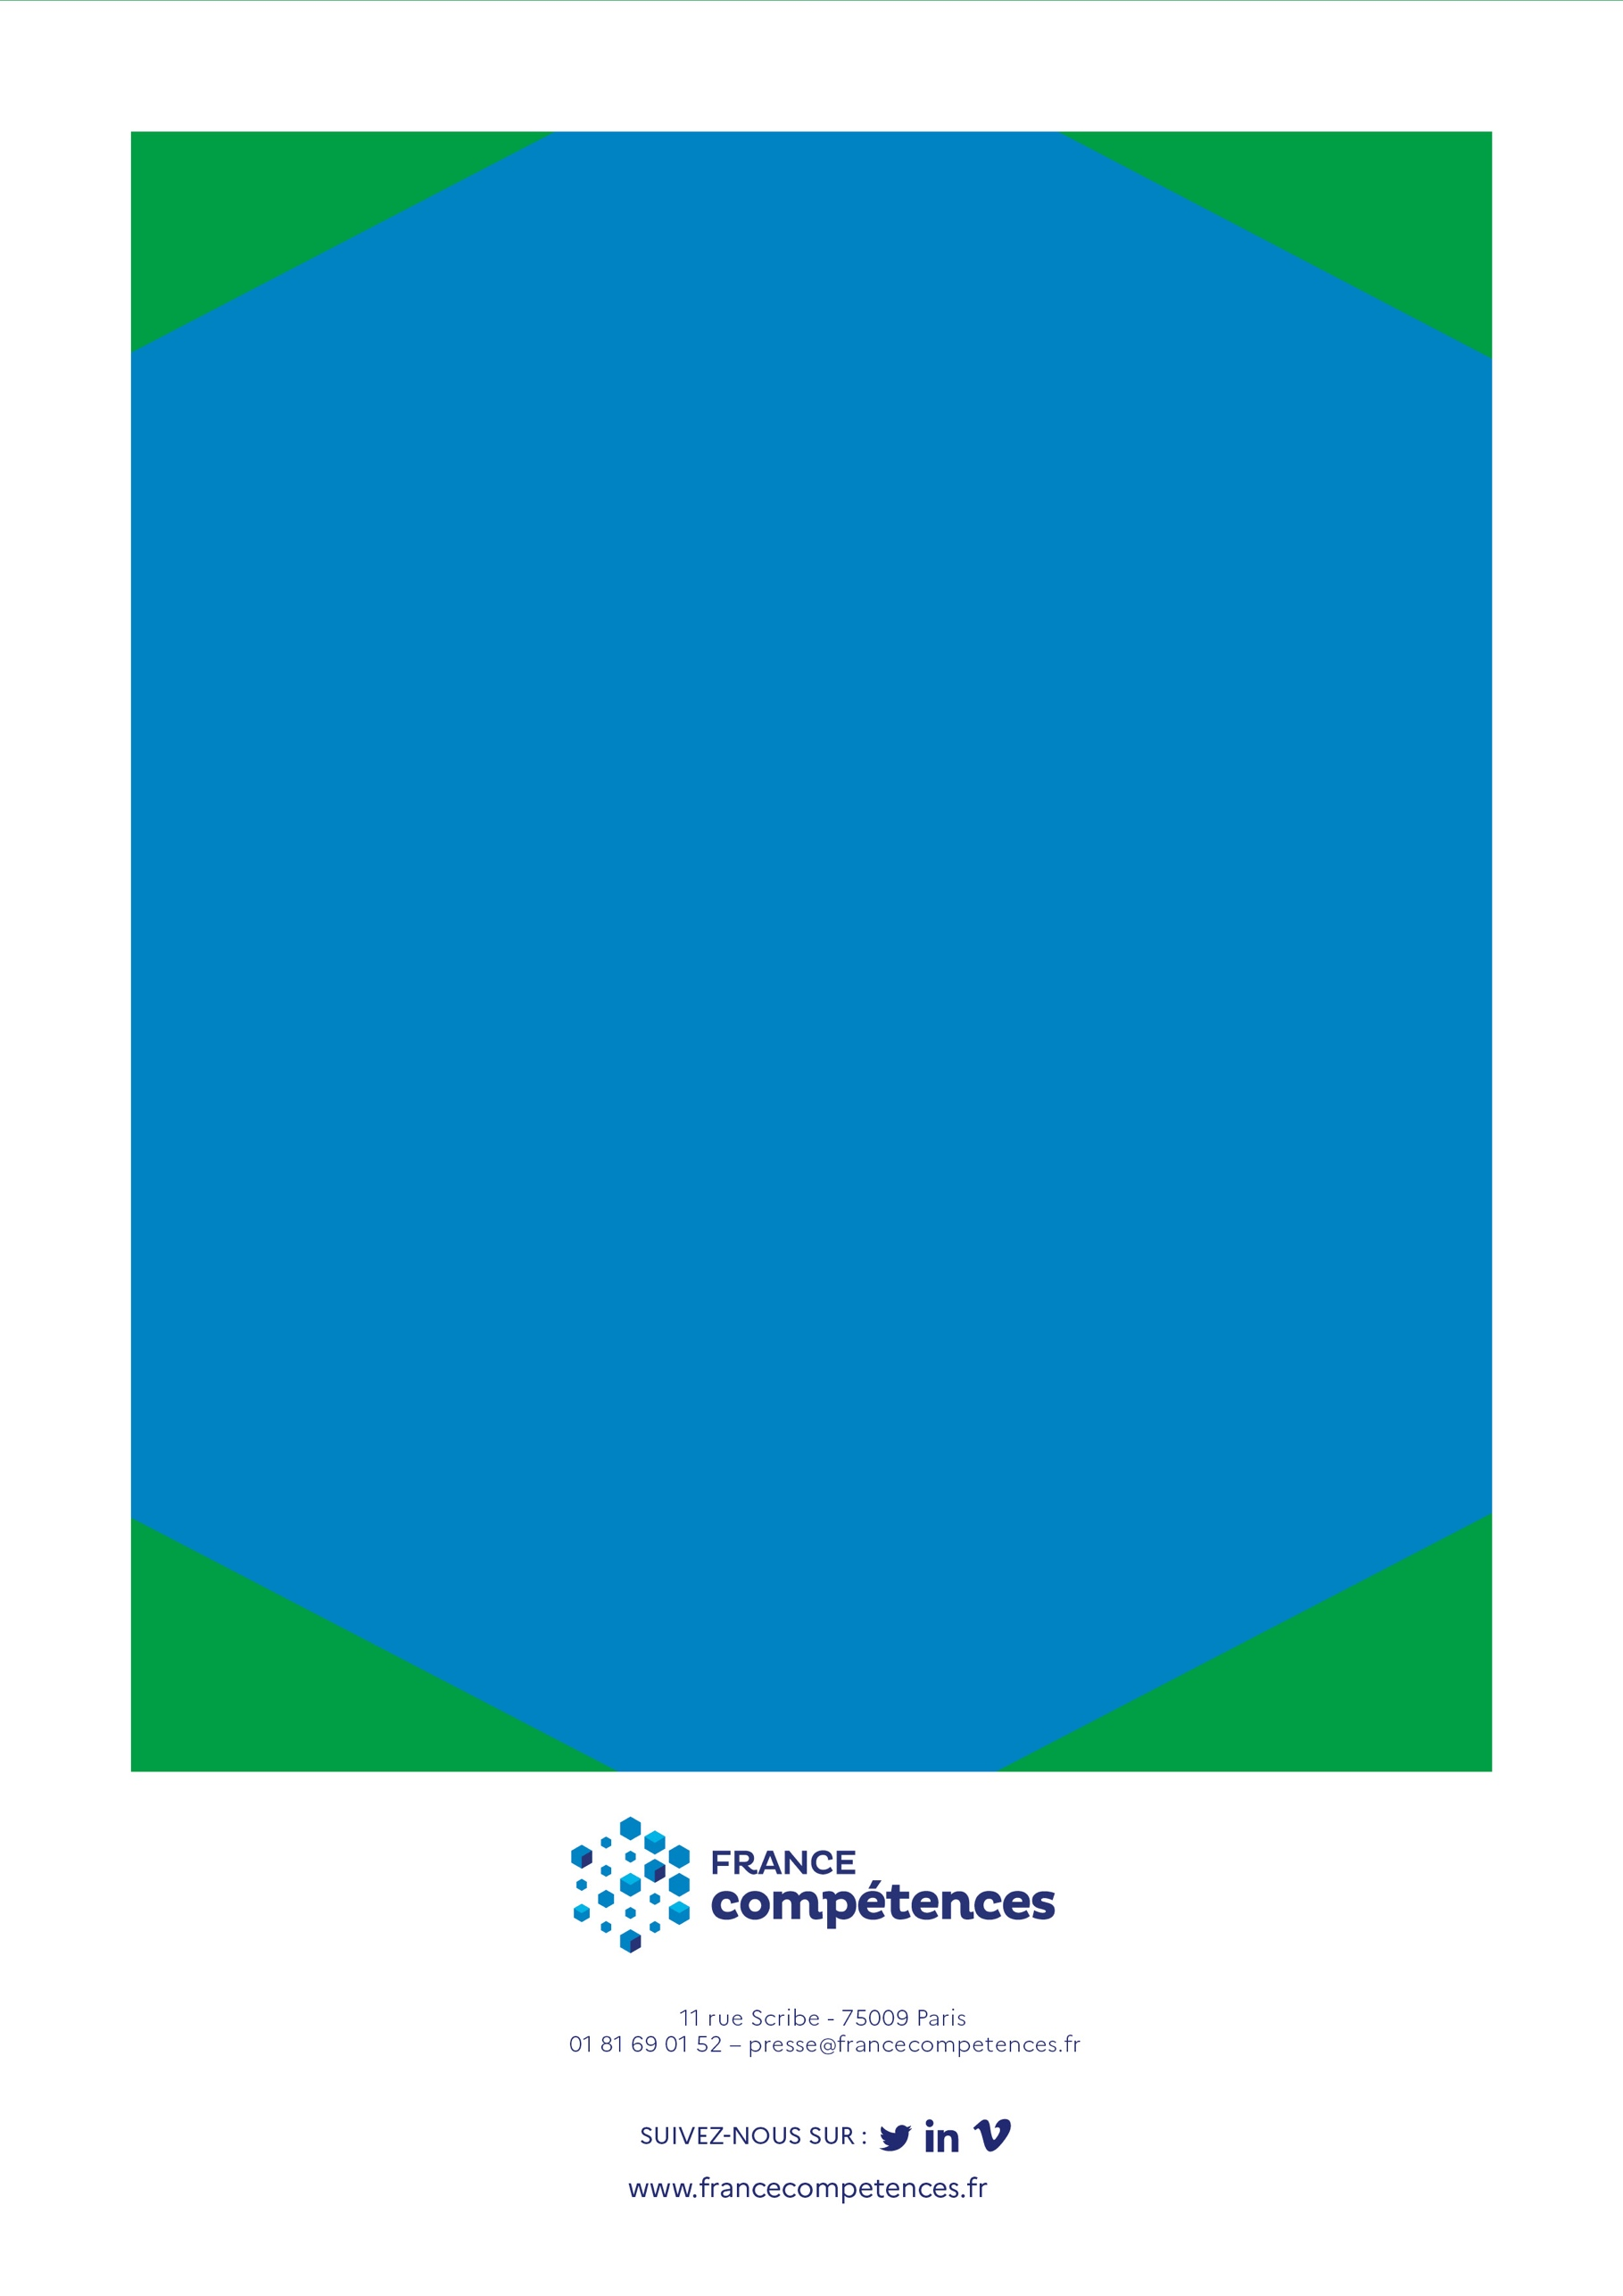 FRANCE
compétences
11 rue Scribe - 75009 Paris
01 81 69 01 52 – presse@francecompetences.fr
SUIVEZ-NOUS SUR :
www.francecompetences.fr